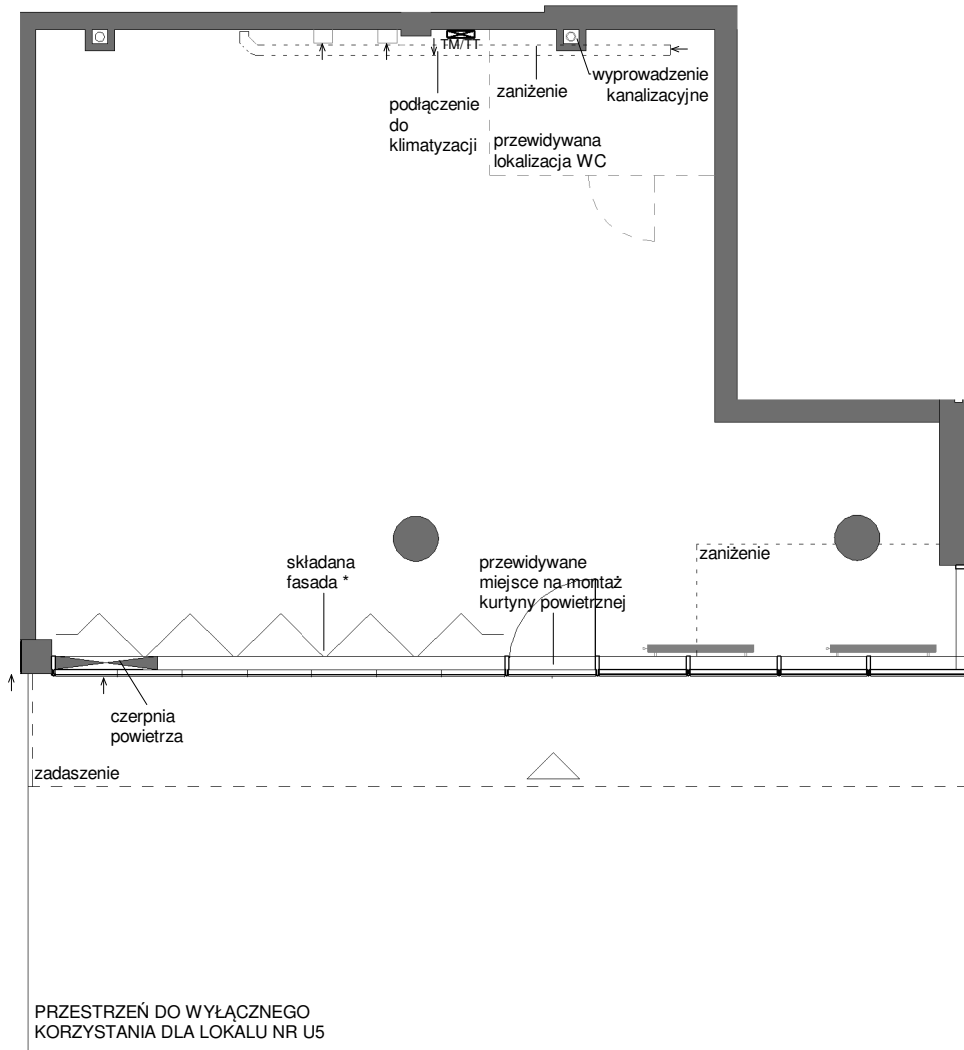 TM/TT
zaniżenie
wyprowadzenie
kanalizacyjne
podłączenie
do
klimatyzacji
przewidywana
lokalizacja WC
składana
fasada *
przewidywane
miejsce na montaż
kurtyny powietrznej
zaniżenie
czerpnia
powietrza
zadaszenie
PRZESTRZEŃ DO WYŁĄCZNEGO
KORZYSTANIA DLA LOKALU NR U5